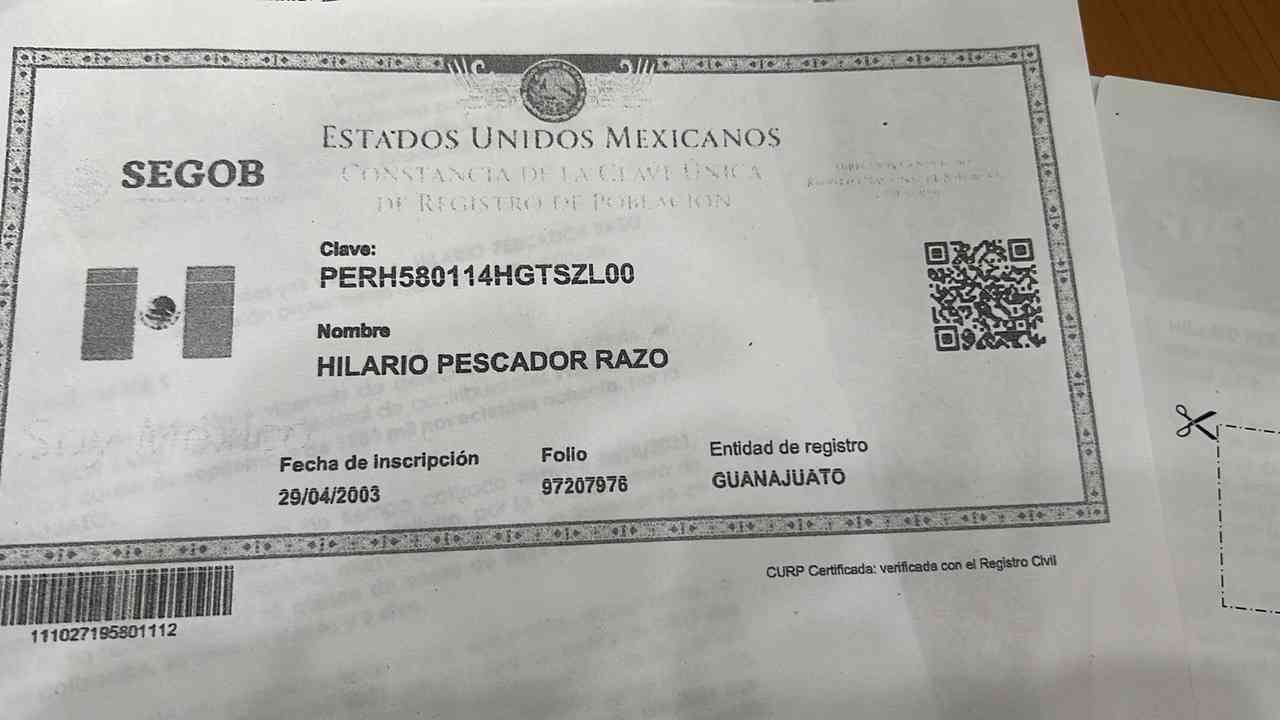 ESTADOS UNIDOS MEXICANOS
SEGOB
CONSTANCIA DE LA CLAVE ÚNICA
DE REGISTRO DE POBLACIÓN
Clave:
PERH580114HGTSZL00
Nombre
HILARIO PESCADOR RAZO
Fecha de inscripción
29/04/2003
Folio
97207976
Entidad de registro
GUANAJUATO
CURP Certificada: verificada con el Registro Civil
111027195801112